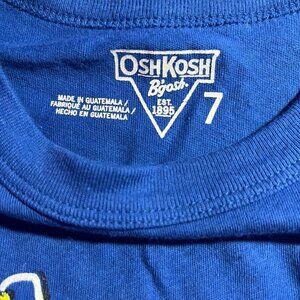 OSHKOSH
B'gosh
EST.
1895
7
MADE IN GUATEMALA /
FABRIQUÉ AU GUATEMALA /
HECHO EN GUATEMALA